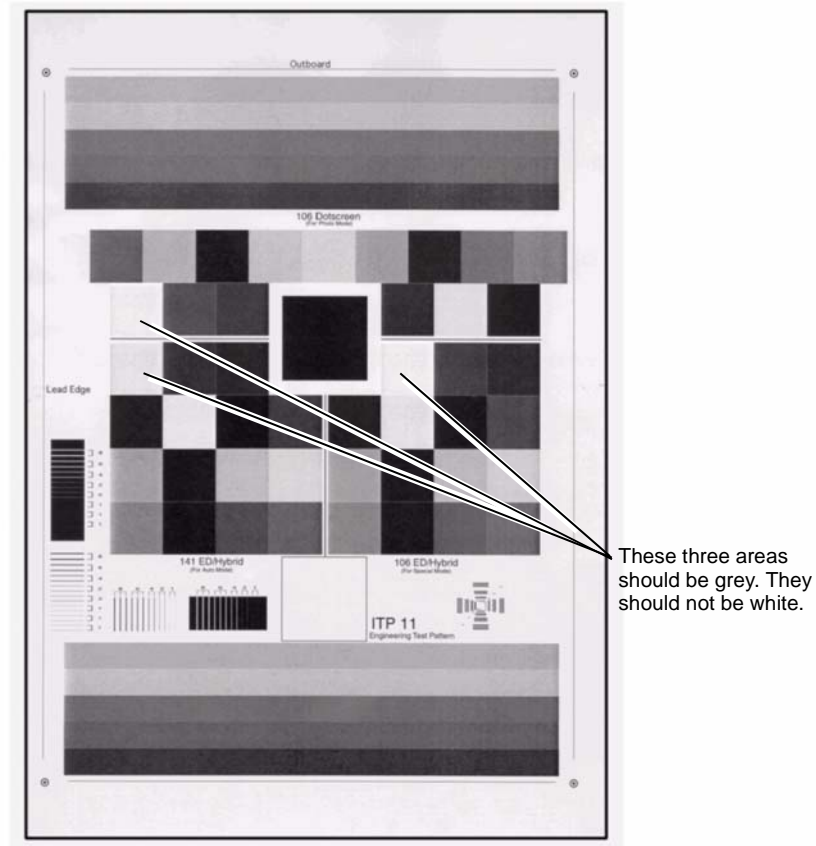 Outboard
106 Dotscreen
(For Photo Mode)
Lead Edge
These three areas
should be grey. They
should not be white.
141 ED/Hybrid
(For Auto Mode)
106 ED/Hybrid
(For Special Mode)
ITP 11
Engineering Test Pattern